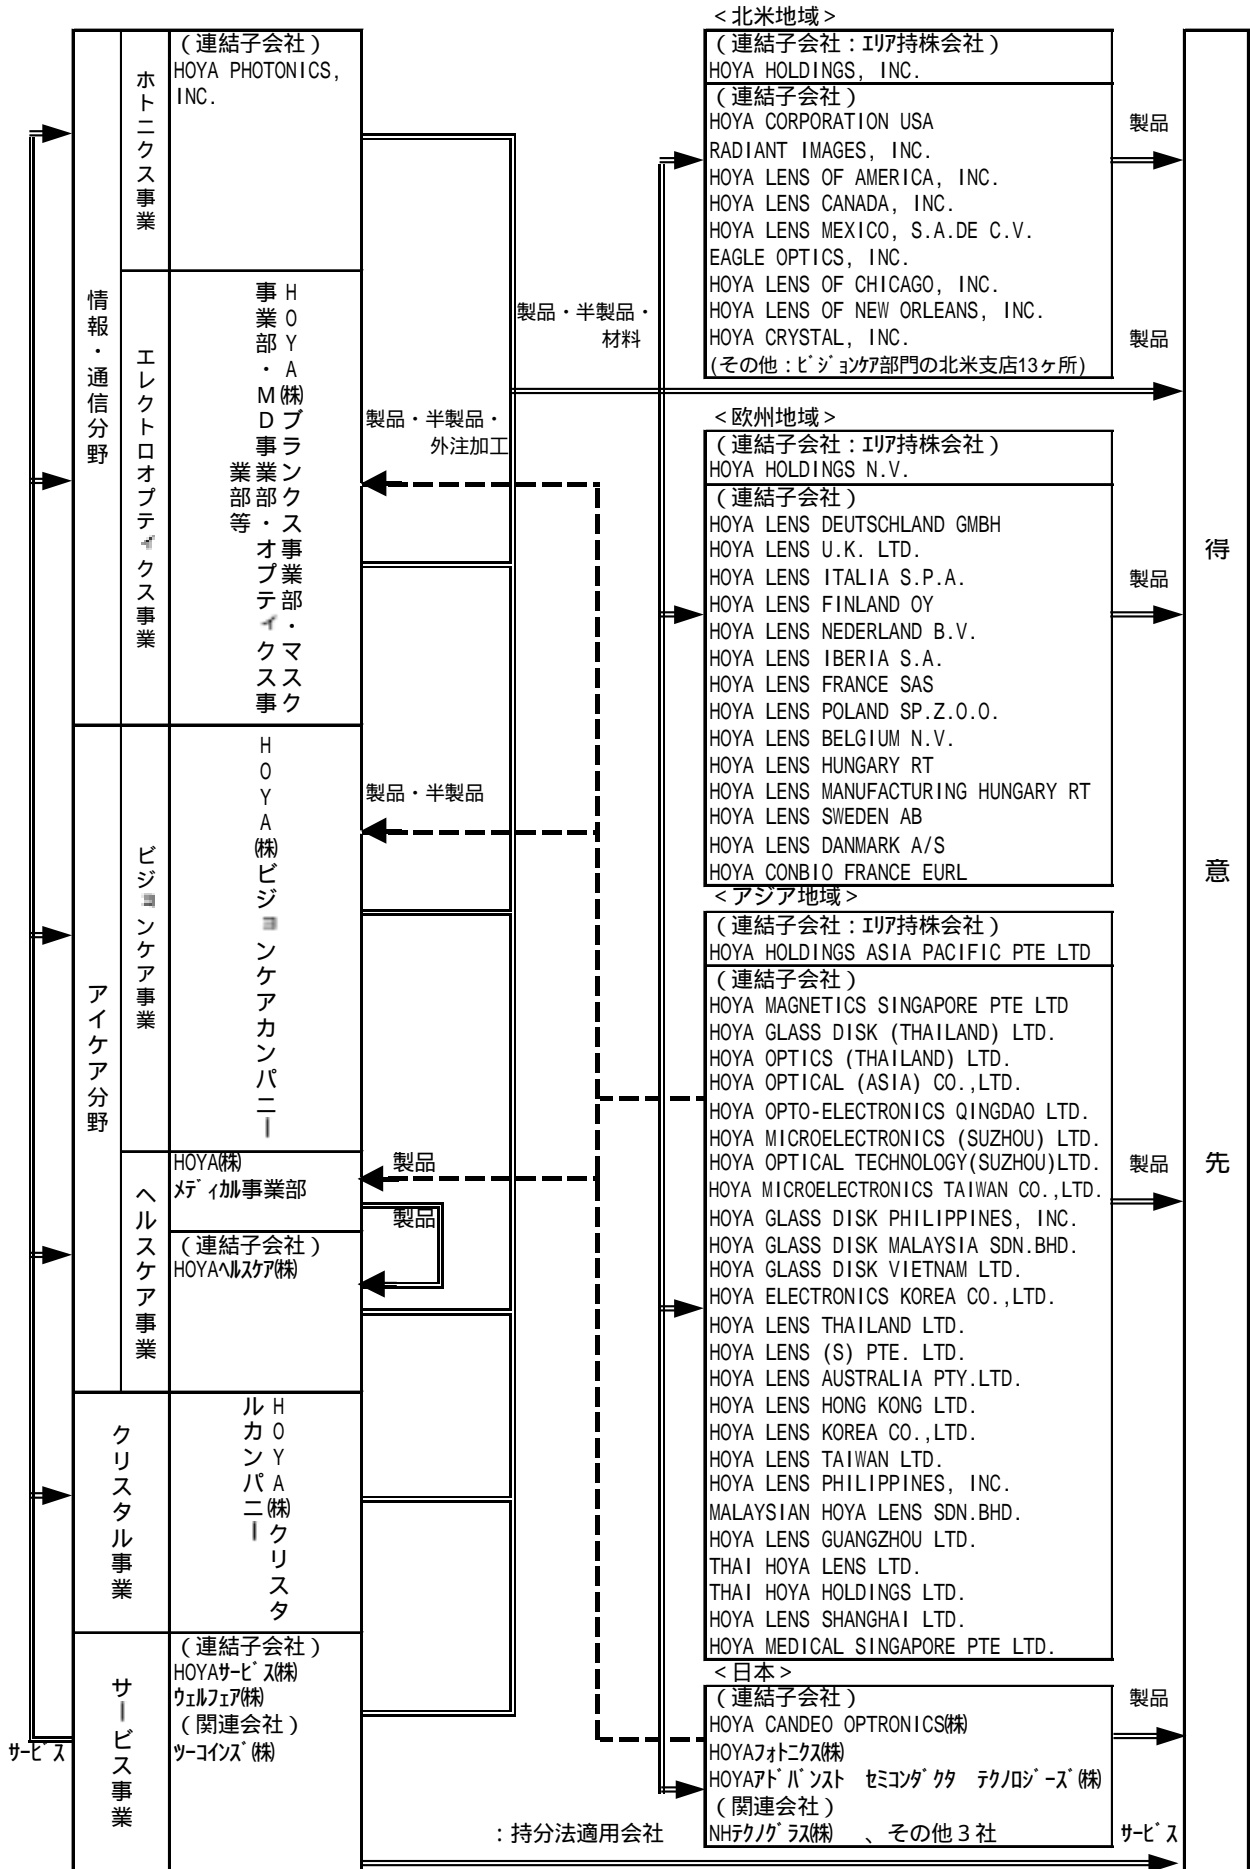 情報・通信分野
ホトニクス事業
（連結子会社）
HOYA PHOTONICS,
INC.
エレクトロオプティクス事業
HOYA㈱ブランクス事業部・マスク
事業部・MD事業部・オプティクス事
業部等
アイケア分野
ビジョンケア事業
HOYA㈱ビジョンケアカンパニー
ヘルスケア事業
HOYA㈱
ﾒﾃﾞｨｶﾙ事業部
（連結子会社）
HOYAﾍﾙｽｹｱ㈱
クリスタル事業
HOYA㈱クリスタ
ルカンパニー
サービス事業
（連結子会社）
HOYAｻｰﾋﾞｽ㈱
ｳｪﾙﾌｪｱ㈱
（関連会社）
ﾂｰｺｲﾝｽﾞ㈱
ｻｰﾋﾞｽ
製品・半製品・
外注加工
製品・半製品
製品
製品
製品・半製品・
材料
＜北米地域＞
（連結子会社：ｴﾘｱ持株会社）
HOYA HOLDINGS, INC.
（連結子会社）
HOYA CORPORATION USA
RADIANT IMAGES, INC.
HOYA LENS OF AMERICA, INC.
HOYA LENS CANADA, INC.
HOYA LENS MEXICO, S.A.DE C.V.
EAGLE OPTICS, INC.
HOYA LENS OF CHICAGO, INC.
HOYA LENS OF NEW ORLEANS, INC.
HOYA CRYSTAL, INC.
(その他：ﾋﾞｼﾞｮﾝｹｱ部門の北米支店13ヶ所)
製品
製品
＜欧州地域＞
（連結子会社：ｴﾘｱ持株会社）
HOYA HOLDINGS N.V.
（連結子会社）
HOYA LENS DEUTSCHLAND GMBH
HOYA LENS U.K. LTD.
HOYA LENS ITALIA S.P.A.
HOYA LENS FINLAND OY
HOYA LENS NEDERLAND B.V.
HOYA LENS IBERIA S.A.
HOYA LENS FRANCE SAS
HOYA LENS POLAND SP.Z.O.O.
HOYA LENS BELGIUM N.V.
HOYA LENS HUNGARY RT
HOYA LENS MANUFACTURING HUNGARY RT
HOYA LENS SWEDEN AB
HOYA LENS DANMARK A/S
HOYA CONBIO FRANCE EURL
製品
＜アジア地域＞
（連結子会社：ｴﾘｱ持株会社）
HOYA HOLDINGS ASIA PACIFIC PTE LTD
（連結子会社）
HOYA MAGNETICS SINGAPORE PTE LTD
HOYA GLASS DISK (THAILAND) LTD.
HOYA OPTICS (THAILAND) LTD.
HOYA OPTICAL (ASIA) CO.,LTD.
HOYA OPTO-ELECTRONICS QINGDAO LTD.
HOYA MICROELECTRONICS (SUZHOU) LTD.
HOYA OPTICAL TECHNOLOGY(SUZHOU)LTD.
HOYA MICROELECTRONICS TAIWAN CO.,LTD.
HOYA GLASS DISK PHILIPPINES, INC.
HOYA GLASS DISK MALAYSIA SDN.BHD.
HOYA GLASS DISK VIETNAM LTD.
HOYA ELECTRONICS KOREA CO.,LTD.
HOYA LENS THAILAND LTD.
HOYA LENS (S) PTE. LTD.
HOYA LENS AUSTRALIA PTY.LTD.
HOYA LENS HONG KONG LTD.
HOYA LENS KOREA CO.,LTD.
HOYA LENS TAIWAN LTD.
HOYA LENS PHILIPPINES, INC.
MALAYSIAN HOYA LENS SDN.BHD.
HOYA LENS GUANGZHOU LTD.
THAI HOYA LENS LTD.
THAI HOYA HOLDINGS LTD.
HOYA LENS SHANGHAI LTD.
HOYA MEDICAL SINGAPORE PTE LTD.
製品
＜日本＞
（連結子会社）
HOYA CANDEO OPTRONICS㈱
HOYAﾌｫﾄﾆｸｽ㈱
HOYAｱﾄﾞﾊﾞﾝｽﾄ ｾﾐｺﾝﾀﾞｸﾀ ﾃｸﾉﾛｼﾞｰｽﾞ㈱
（関連会社）
NHﾃｸﾉｸﾞﾗｽ㈱ 、その他３社
製品
ｻｰﾋﾞｽ
：持分法適用会社
得意先